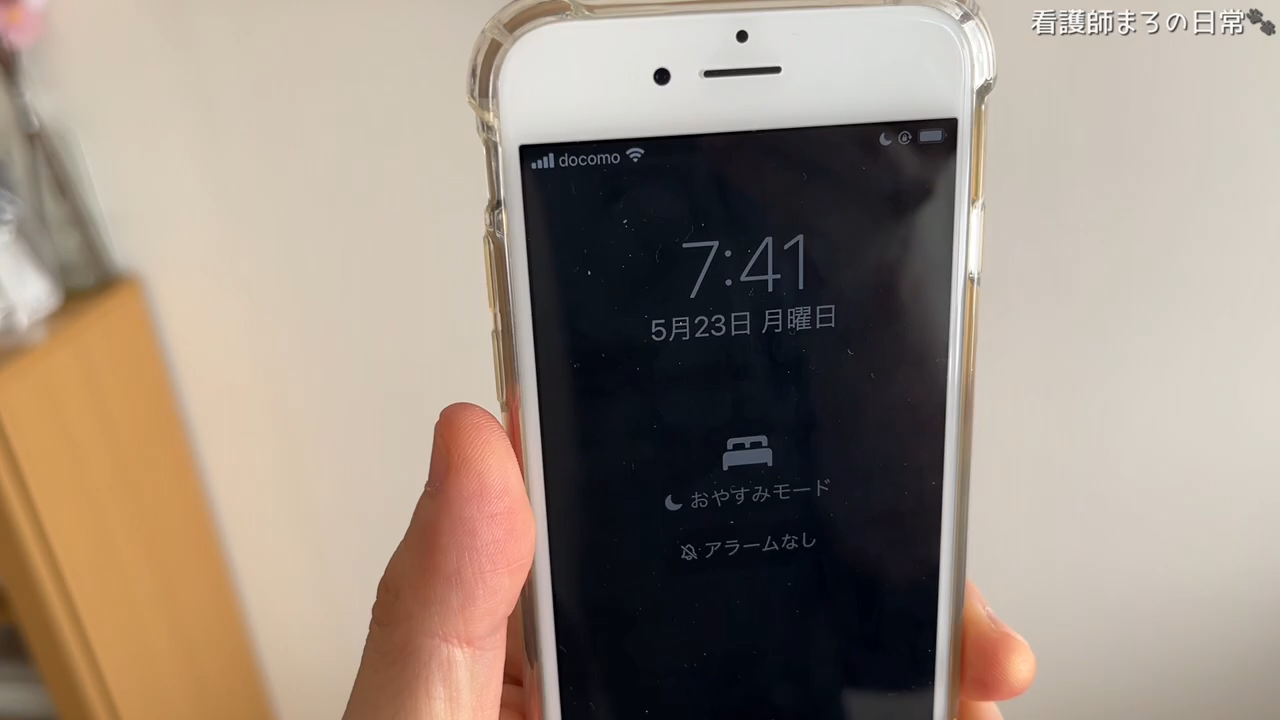 看護師まろの日常
docomo
7:41
5月23日 月曜日
おやすみモード
アラームなし